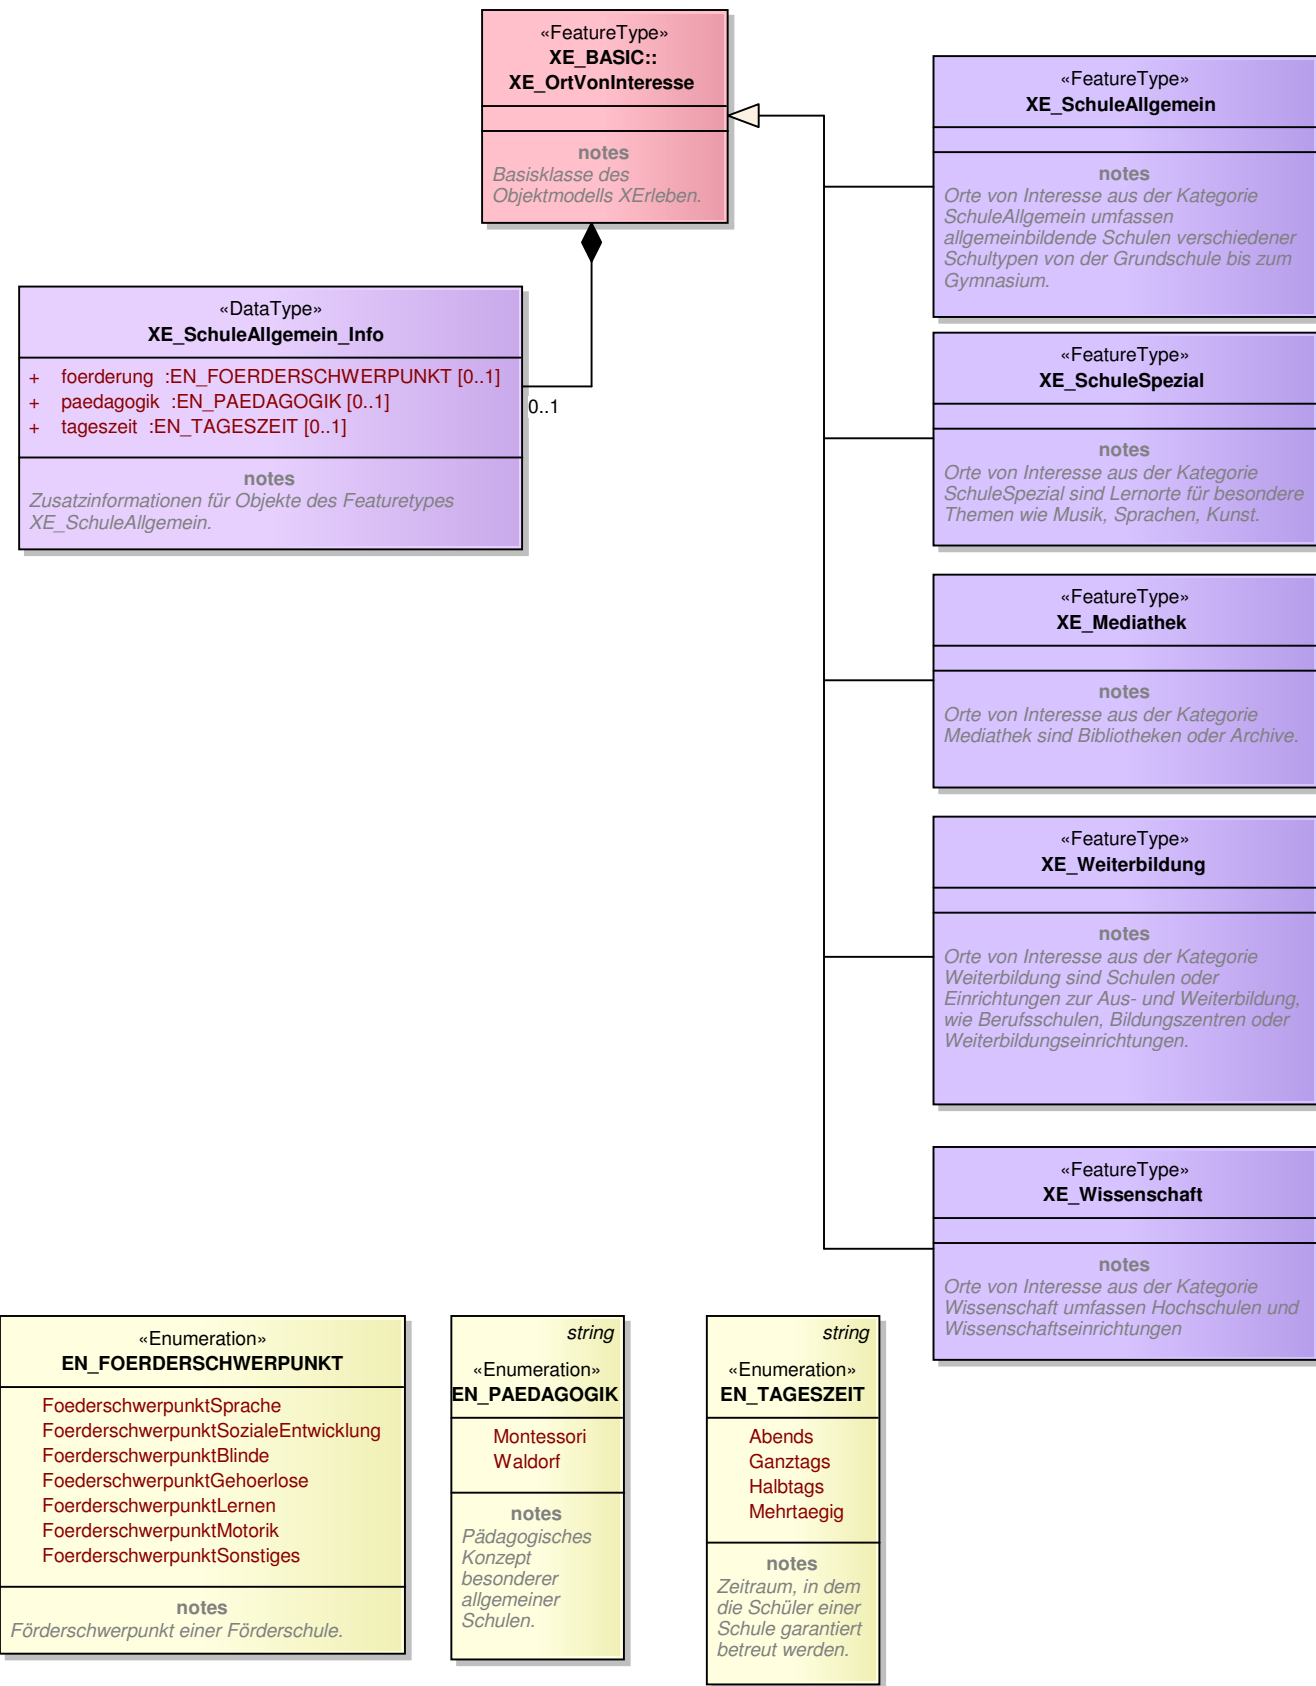 «FeatureType»
XE_BASIC::
XE_OrtVonInteresse
notes
Basisklasse des
Objektmodells XErleben.
«DataType»
XE_SchuleAllgemein_Info
+ foerderung :EN_FOERDERSCHWERPUNKT [0..1]
+ paedagogik :EN_PAEDAGOGIK [0..1]
+ tageszeit :EN_TAGESZEIT [0..1]
notes
Zusatzinformationen für Objekte des Featuretypes
XE_SchuleAllgemein.
0..1
«FeatureType»
XE_SchuleAllgemein
notes
Orte von Interesse aus der Kategorie
SchuleAllgemein umfassen
allgemeinbildende Schulen verschiedener
Schultypen von der Grundschule bis zum
Gymnasium.
«FeatureType»
XE_SchuleSpezial
notes
Orte von Interesse aus der Kategorie
SchuleSpezial sind Lernorte für besondere
Themen wie Musik, Sprachen, Kunst.
«FeatureType»
XE_Mediathek
notes
Orte von Interesse aus der Kategorie
Mediathek sind Bibliotheken oder Archive.
«FeatureType»
XE_Weiterbildung
notes
Orte von Interesse aus der Kategorie
Weiterbildung sind Schulen oder
Einrichtungen zur Aus- und Weiterbildung,
wie Berufsschulen, Bildungszentren oder
Weiterbildungseinrichtungen.
«FeatureType»
XE_Wissenschaft
notes
Orte von Interesse aus der Kategorie
Wissenschaft umfassen Hochschulen und
Wissenschaftseinrichtungen
«Enumeration»
EN_FOERDERSCHWERPUNKT
FoederschwerpunktSprache
FoerderschwerpunktSozialeEntwicklung
FoerderschwerpunktBlinde
FoederschwerpunktGehoerlose
FoerderschwerpunktLernen
FoerderschwerpunktMotorik
FoerderschwerpunktSonstiges
notes
Förderschwerpunkt einer Förderschule.
string
«Enumeration»
EN_PAEDAGOGIK
Montessori
Waldorf
notes
Pädagogisches
Konzept
besonderer
allgemeiner
Schulen.
string
«Enumeration»
EN_TAGESZEIT
Abends
Ganztags
Halbtags
Mehrtaegig
notes
Zeitraum, in dem
die Schüler einer
Schule garantiert
betreut werden.